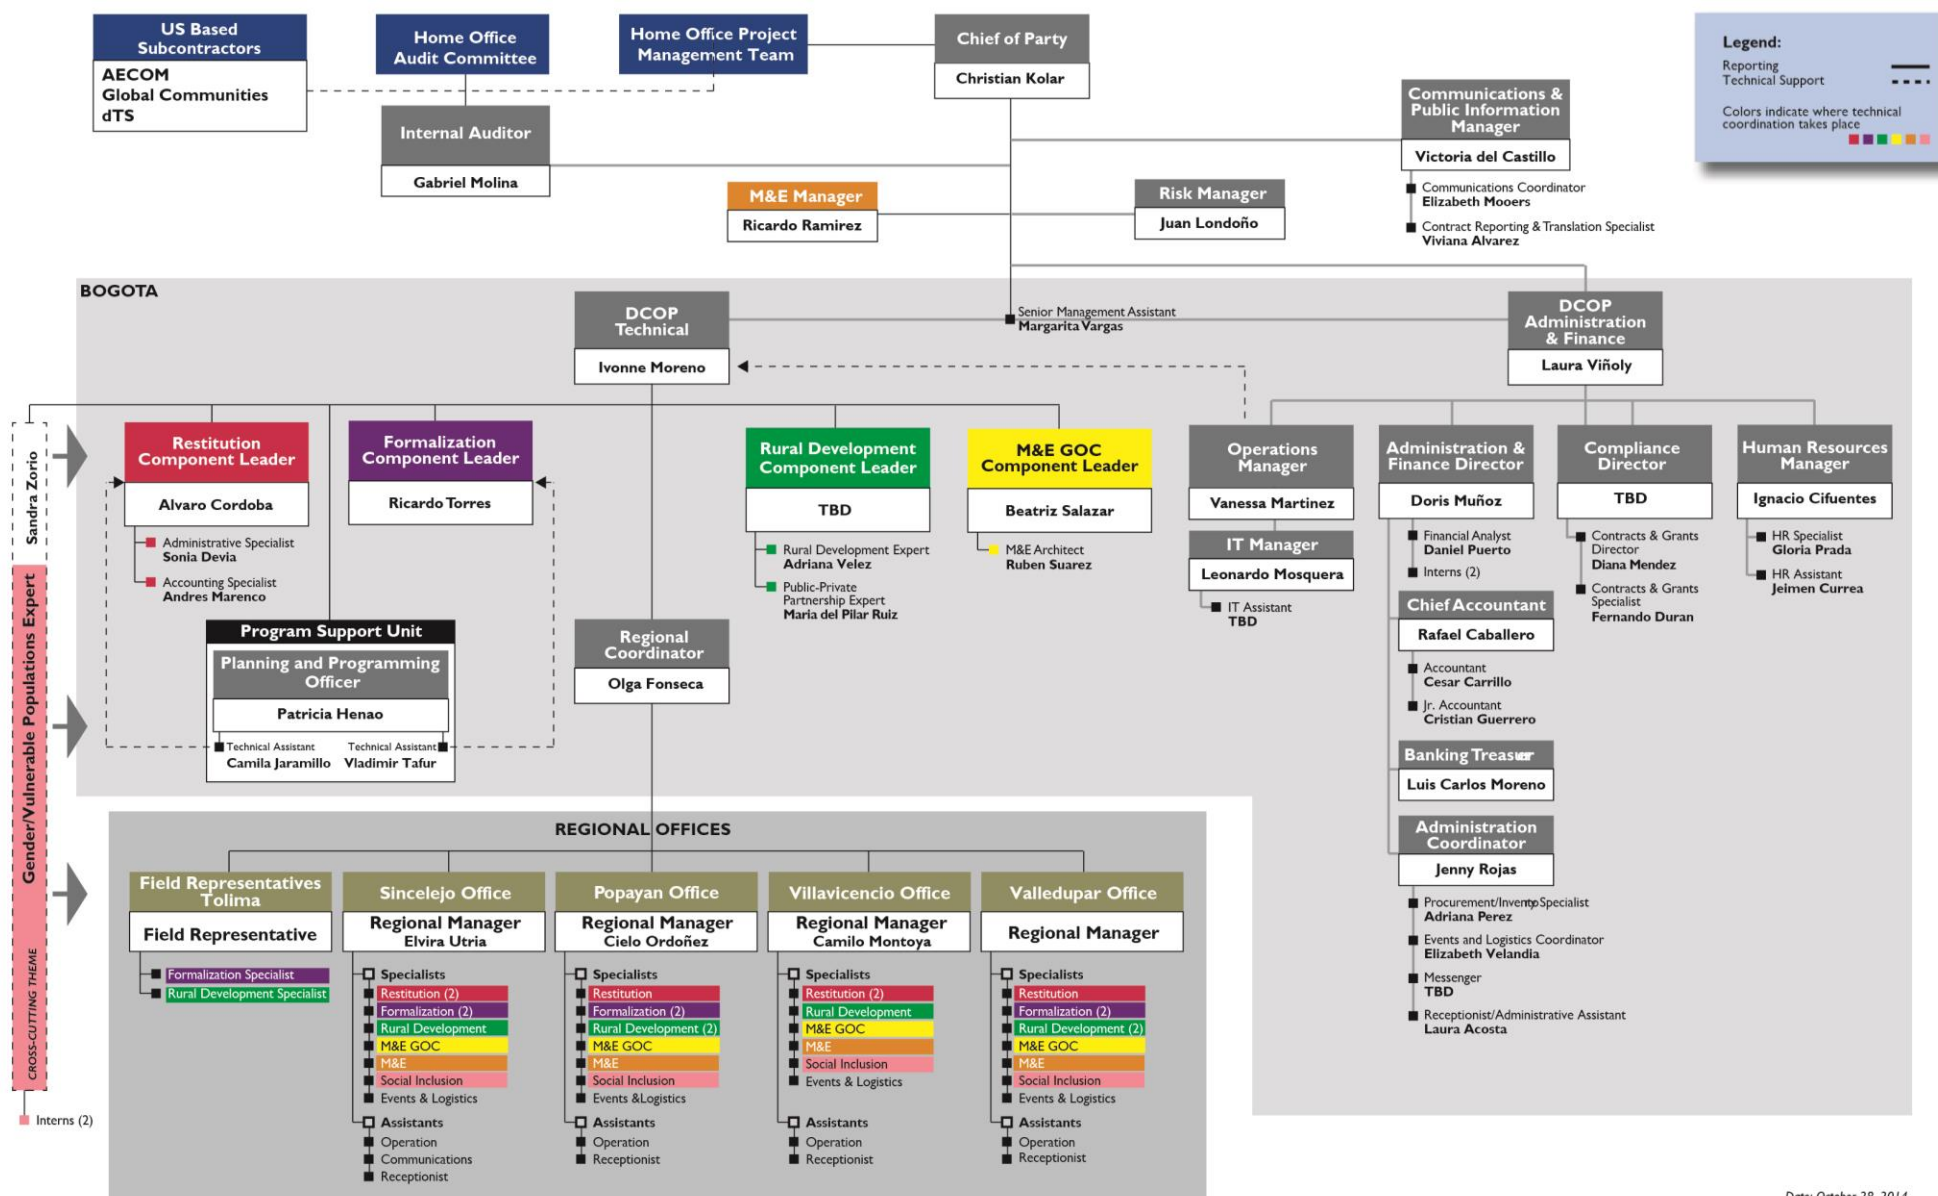 US Based
Subcontractors
AECOM
Global Communities
dTS
Home Office
Audit Committee
Home Office Project
Management Team
Chief of Party
Christian Kolar
Legend:
Reporting
Technical Support
Colors indicate where technical
coordination takes place
Internal Auditor
Gabriel Molina
Communications &
Public Information
Manager
Victoria del Castillo
Communications Coordinator
Elizabeth Mooers
Contract Reporting & Translation Specialist
Viviana Alvarez
M&E Manager
Ricardo Ramirez
Risk Manager
Juan Londoño
BOGOTA
DCOP
Technical
Ivonne Moreno
Senior Management Assistant
Margarita Vargas
DCOP
Administration
& Finance
Laura Viñoly
Sandra Zorio
Gender/Vulnerable Populations Expert
CROSS-CUTTING THEME
Interns (2)
Restitution
Component Leader
Alvaro Cordoba
Administrative Specialist
Sonia Devia
Accounting Specialist
Andres Marenco
Formalization
Component Leader
Ricardo Torres
Rural Development
Component Leader
TBD
Rural Development Expert
Adriana Velez
Public-Private
Partnership Expert
Maria del Pilar Ruiz
M&E GOC
Component Leader
Beatriz Salazar
M&E Architect
Ruben Suarez
Operations
Manager
Vanessa Martinez
IT Manager
Leonardo Mosquera
IT Assistant
TBD
Administration &
Finance Director
Doris Muñoz
Financial Analyst
Daniel Puerto
Interns (2)
Chief Accountant
Rafael Caballero
Accountant
Cesar Carrillo
Jr. Accountant
Cristian Guerrero
Banking Treasurer
Luis Carlos Moreno
Administration
Coordinator
Jenny Rojas
Procurement/Inventory Specialist
Adriana Perez
Events and Logistics Coordinator
Elizabeth Velandia
Messenger
TBD
Receptionist/Administrative Assistant
Laura Acosta
Compliance
Director
TBD
Contracts & Grants
Director
Diana Mendez
Contracts & Grants
Specialist
Fernando Duran
Human Resources
Manager
Ignacio Cifuentes
HR Specialist
Gloria Prada
HR Assistant
Jeimen Currea
Program Support Unit
Planning and Programming
Officer
Patricia Henao
Technical Assistant
Camila Jaramillo
Technical Assistant
Vladimir Tafur
Regional
Coordinator
Olga Fonseca
REGIONAL OFFICES
Field Representatives
Tolima
Field Representative
Formalization Specialist
Rural Development Specialist
Sincelejo Office
Regional Manager
Elvira Utria
Specialists
Restitution (2)
Formalization (2)
Rural Development
M&E GOC
M&E
Social Inclusion
Events & Logistics
Assistants
Operation
Communications
Receptionist
Popayan Office
Regional Manager
Cielo Ordoñez
Specialists
Restitution
Formalization (2)
Rural Development (2)
M&E GOC
M&E
Social Inclusion
Events &Logistics
Assistants
Operation
Receptionist
Villavicencio Office
Regional Manager
Camilo Montoya
Specialists
Restitution (2)
Rural Development
M&E GOC
M&E
Social Inclusion
Events & Logistics
Assistants
Operation
Receptionist
Valledupar Office
Regional Manager
Specialists
Restitution
Formalization (2)
Rural Development (2)
M&E GOC
M&E
Social Inclusion
Events & Logistics
Assistants
Operation
Receptionist
Date: October 28, 2014